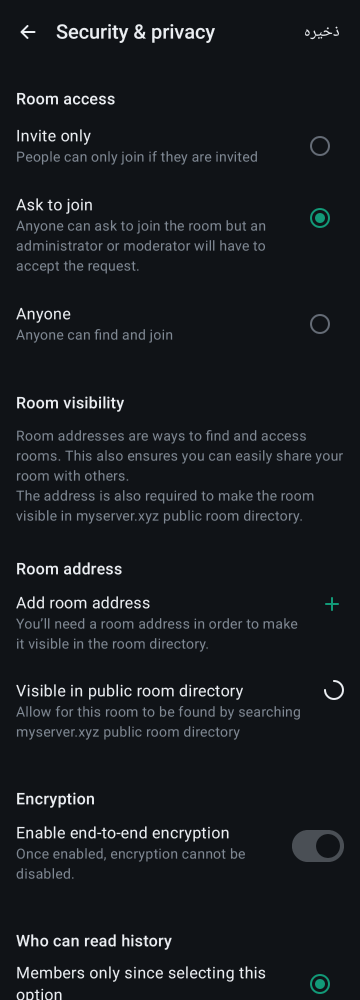 Security & privacy
ذخیره
Room access
Invite only
People can only join if they are invited
Ask to join
Anyone can ask to join the room but an
administrator or moderator will have to
accept the request.
Anyone
Anyone can find and join
Room visibility
Room addresses are ways to find and access
rooms. This also ensures you can easily share your
room with others.
The address is also required to make the room
visible in myserver.xyz public room directory.
Room address
Add room address
You’ll need a room address in order to make
it visible in the room directory.
Visible in public room directory
Allow for this room to be found by searching
myserver.xyz public room directory
Encryption
Enable end-to-end encryption
Once enabled, encryption cannot be
disabled.
Who can read history
Members only since selecting this
option